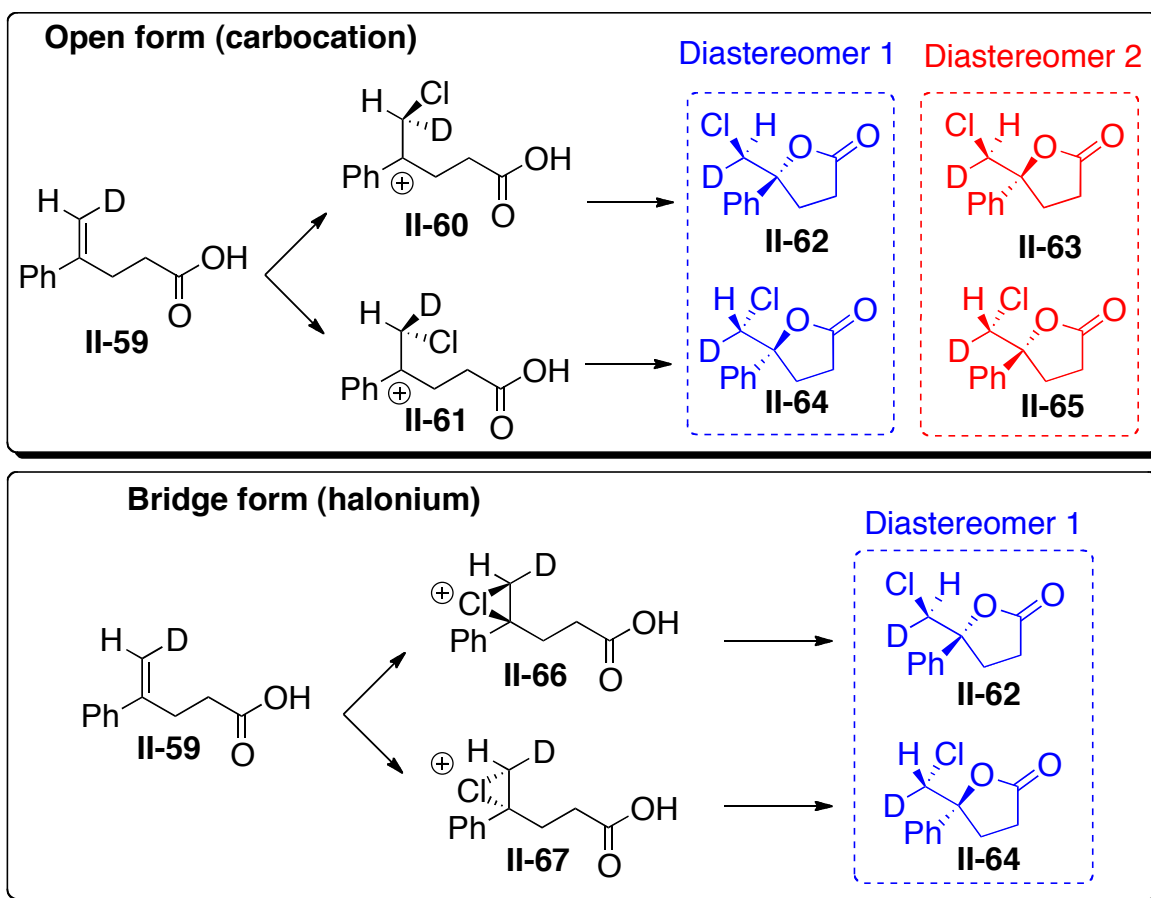 Open form (carbocation)
Diastereomer 1
Diastereomer 2
H Cl
D
OH
Ph ⊕
O
II-60
Cl H
O O
D
Ph
II-62
Cl H
O O
D
Ph
II-63
H D
OH
Ph
O
II-59
H D
Cl
OH
Ph ⊕
O
II-61
H Cl
O O
D
Ph
II-64
H Cl
O O
D
Ph
II-65
Bridge form (halonium)
Diastereomer 1
H D
⊕
Cl
OH
Ph
O
II-66
Cl H
O O
D
Ph
II-62
H D
OH
Ph
O
II-59
H D
⊕
Cl
OH
Ph
O
II-67
H Cl
O O
D
Ph
II-64